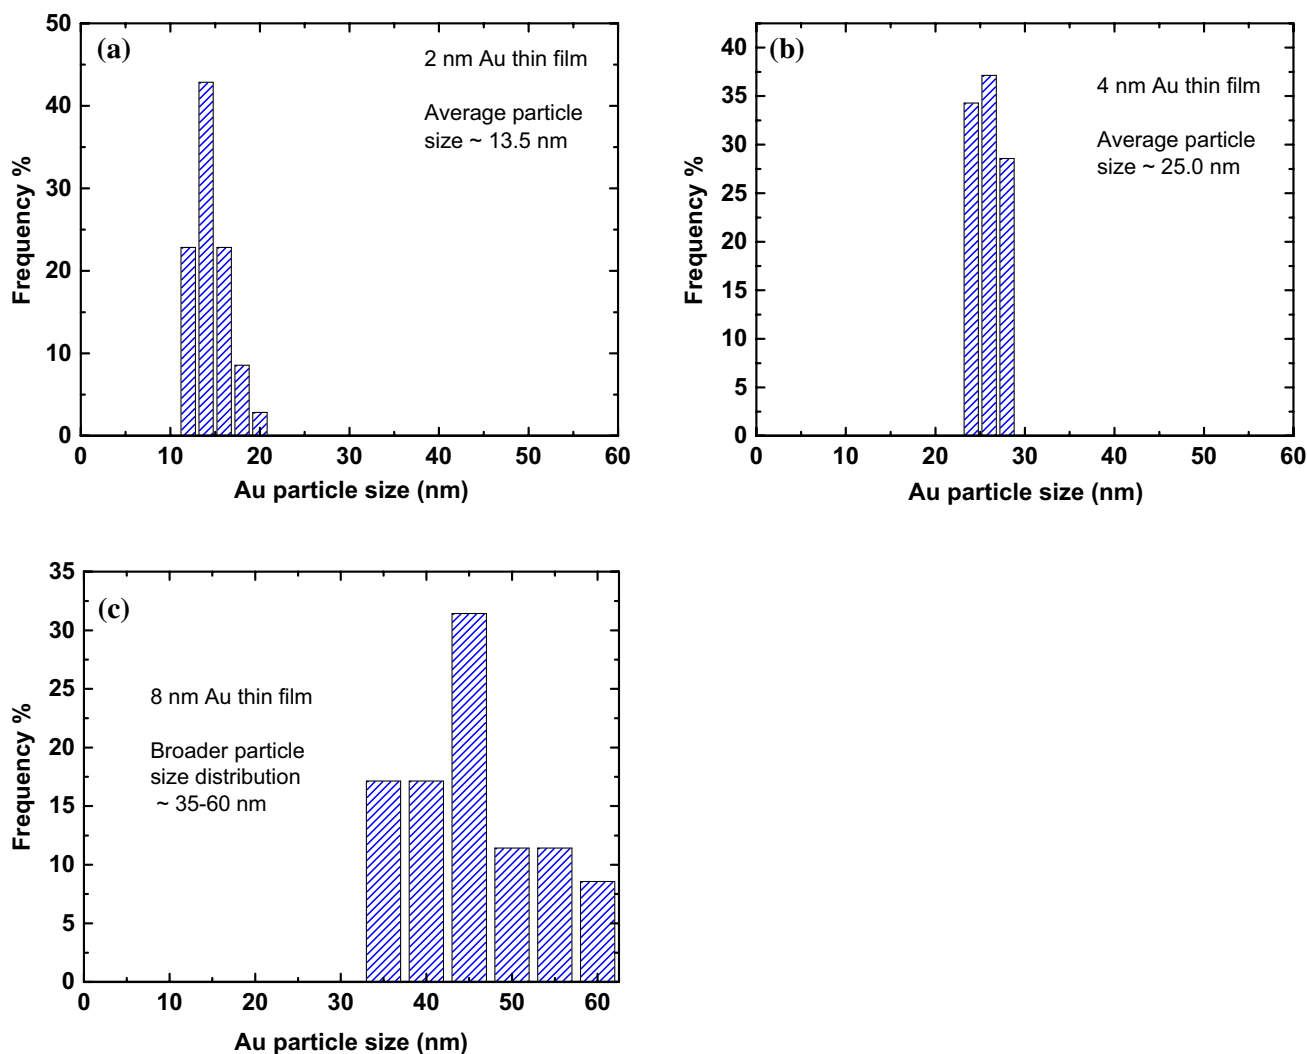 (a)
2 nm Au thin film
Average particle
size ~ 13.5 nm
50
40
30
20
10
0
Frequency %
0 10 20 30 40 50 60
Au particle size (nm)
(b)
4 nm Au thin film
Average particle
size ~ 25.0 nm
40
35
30
25
20
15
10
5
0
Frequency %
0 10 20 30 40 50 60
Au particle size (nm)
(c)
8 nm Au thin film
Broader particle
size distribution
~ 35-60 nm
35
30
25
20
15
10
5
0
Frequency %
0 10 20 30 40 50 60
Au particle size (nm)